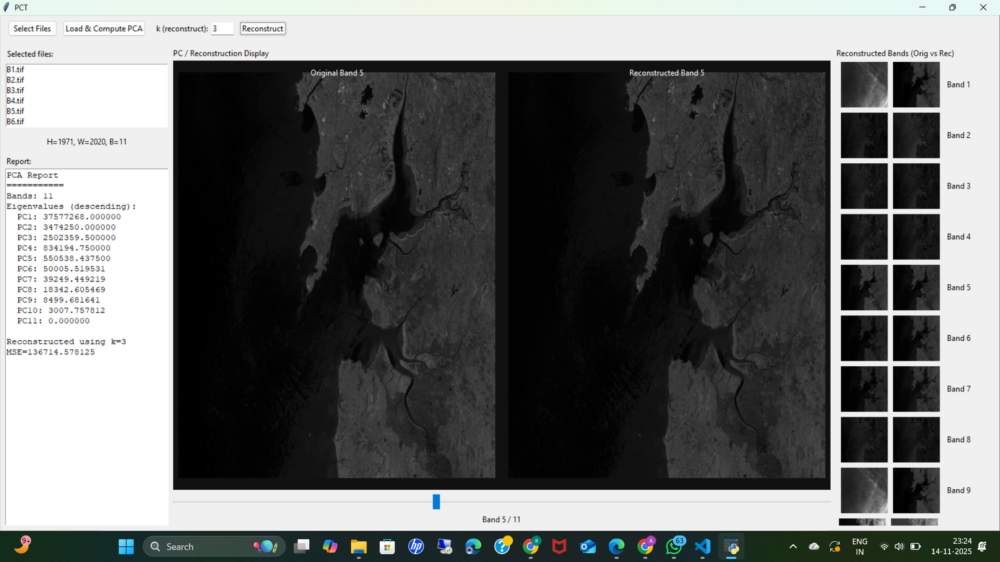 PCT
Select Files
Load & Compute PCA
k (reconstruct):
3
Reconstruct
Selected files:
B1.tif
B2.tif
B3.tif
B4.tif
B5.tif
B6.tif
H=1971, W=2020, B=11
Report:
PCA Report
===========
Bands: 11
Eigenvalues (descending):
PC1: 37577268.000000
PC2: 3474250.000000
PC3: 2502359.500000
PC4: 834194.750000
PC5: 550538.437500
PC6: 50005.519531
PC7: 39249.449219
PC8: 18342.605469
PC9: 8499.681641
PC10: 3007.757812
PC11: 0.000000
Reconstructed using k=3
MSE=136714.578125
PC / Reconstruction Display
Original Band 5
Reconstructed Band 5
Band 5 / 11
Reconstructed Bands (Orig vs Rec)
Band 1
Band 2
Band 3
Band 4
Band 5
Band 6
Band 7
Band 8
Band 9
9+
Search
hp
?
a
A
63
ENG
IN
23:24
14-11-2025